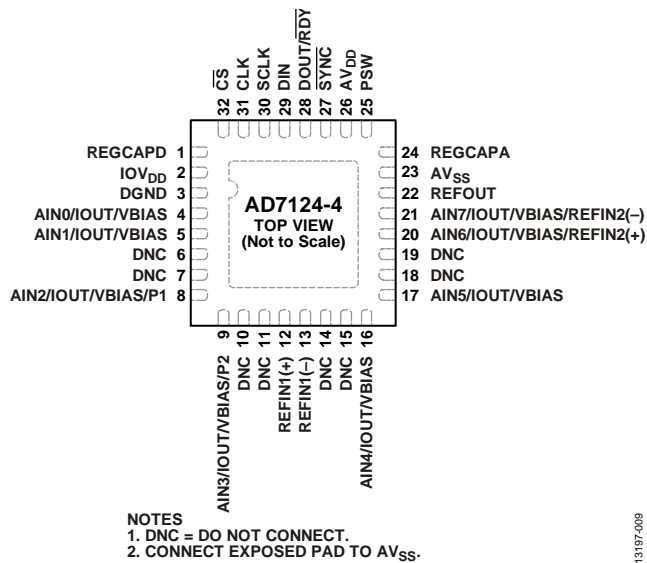 32 C̅S̅
31 CLK
30 SCLK
29 DIN
28 DOUT/R̅D̅Y̅
27 S̅Y̅N̅C̅
26 AVDD
25 PSW
REGCAPD 1
IOVDD 2
DGND 3
AIN0/IOUT/VBIAS 4
AIN1/IOUT/VBIAS 5
DNC 6
DNC 7
AIN2/IOUT/VBIAS/P1 8
AD7124-4
TOP VIEW
(Not to Scale)
24 REGCAPA
23 AVSS
22 REFOUT
21 AIN7/IOUT/VBIAS/REFIN2(–)
20 AIN6/IOUT/VBIAS/REFIN2(+)
19 DNC
18 DNC
17 AIN5/IOUT/VBIAS
AIN3/IOUT/VBIAS/P2 9
DNC 10
DNC 11
REFIN1(+) 12
REFIN1(–) 13
DNC 14
DNC 15
AIN4/IOUT/VBIAS 16
NOTES
1. DNC = DO NOT CONNECT.
2. CONNECT EXPOSED PAD TO AVSS.
13197-009